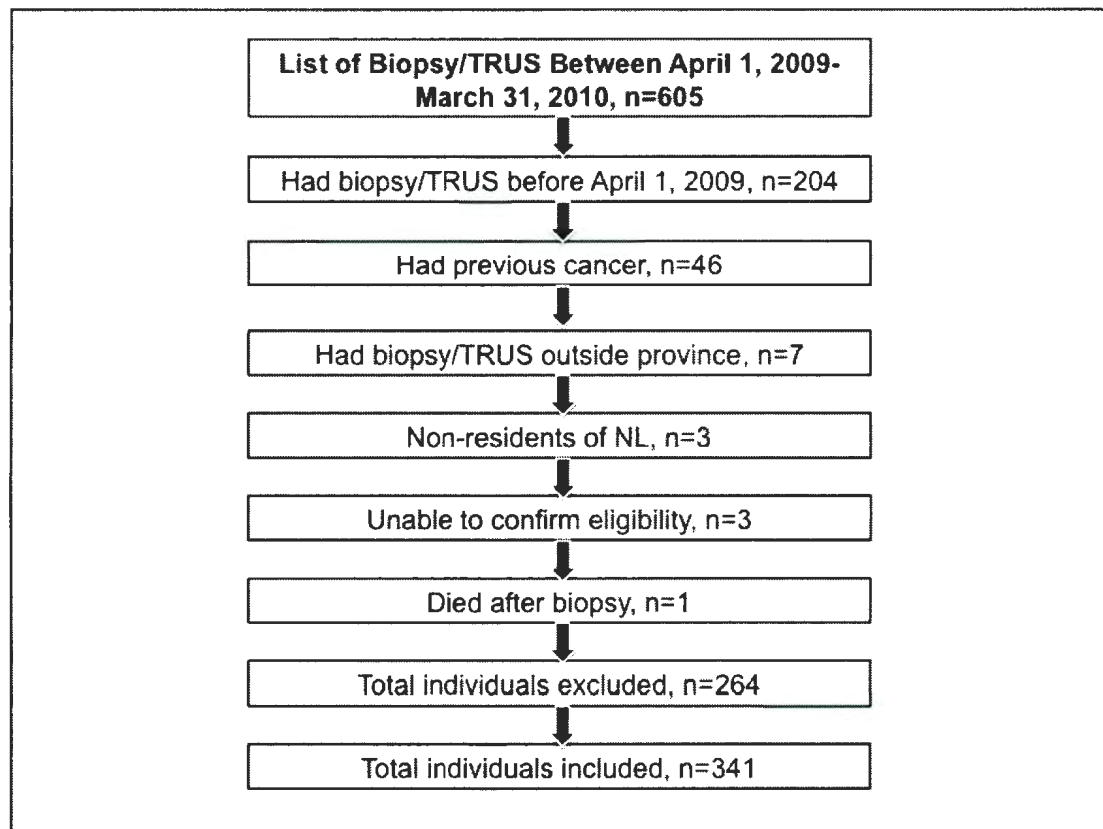 List of Biopsy/TRUS Between April 1, 2009-
March 31, 2010, n=605
Had biopsy/TRUS before April 1, 2009, n=204
Had previous cancer, n=46
Had biopsy/TRUS outside province, n=7
Non-residents of NL, n=3
Unable to confirm eligibility, n=3
Died after biopsy, n=1
Total individuals excluded, n=264
Total individuals included, n=341